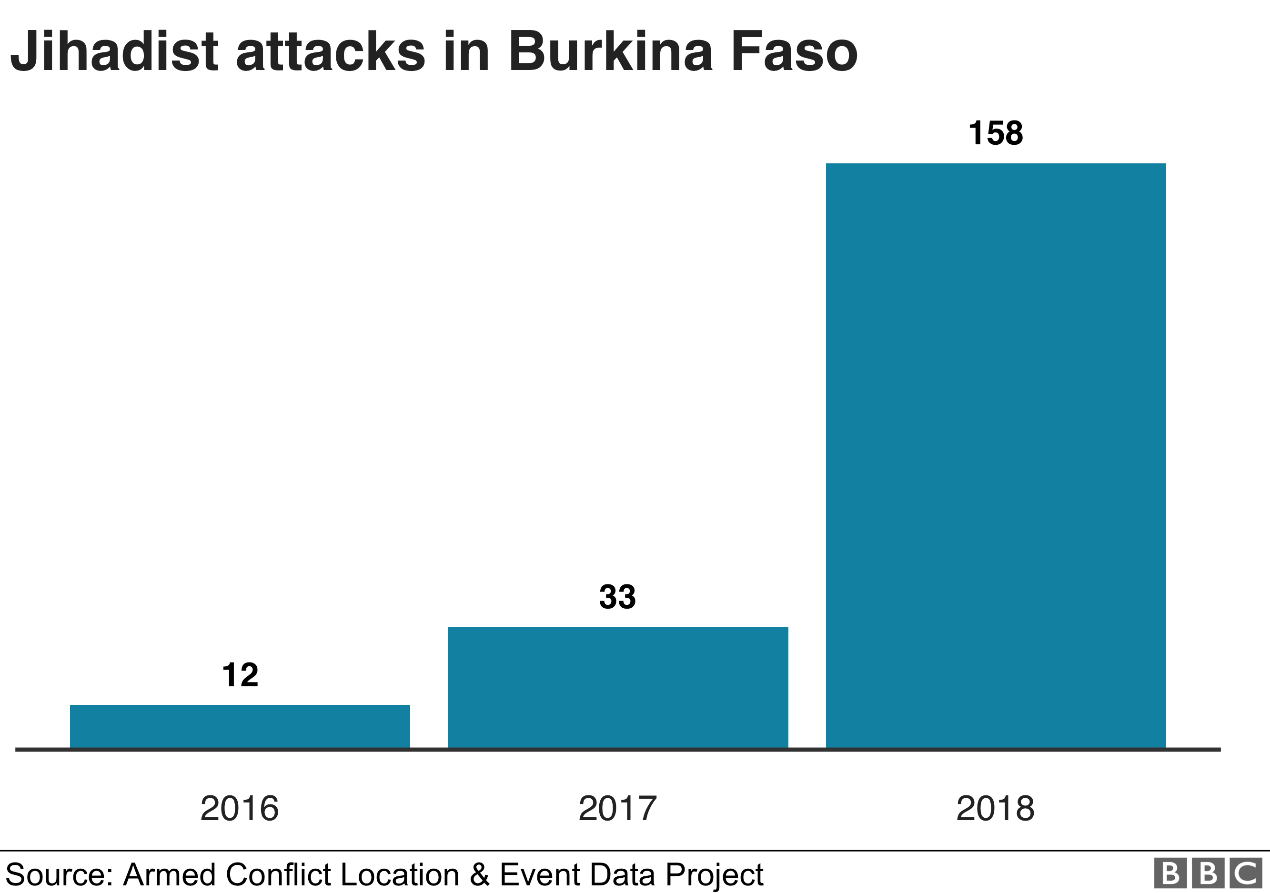 Jihadist attacks in Burkina Faso
158
33
12
2016 2017 2018
Source: Armed Conflict Location & Event Data Project BBC